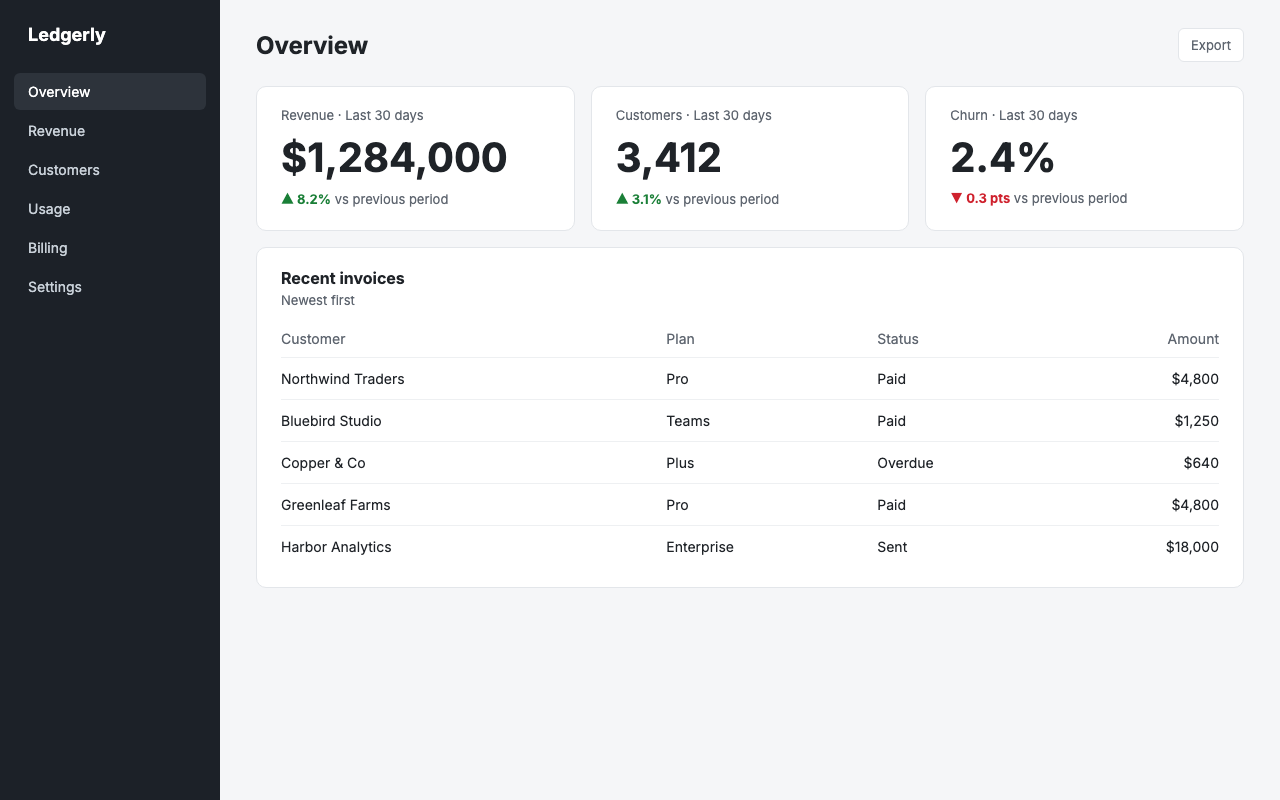 Ledgerly
Overview
Revenue
Customers
Usage
Billing
Settings
Overview
Export
Revenue · Last 30 days
$1,284,000
▲ 8.2% vs previous period
Customers · Last 30 days
3,412
▲ 3.1% vs previous period
Churn · Last 30 days
2.4%
▼ 0.3 pts vs previous period
Recent invoices
Newest first
Customer Plan Status Amount
Northwind Traders Pro Paid $4,800
Bluebird Studio Teams Paid $1,250
Copper & Co Plus Overdue $640
Greenleaf Farms Pro Paid $4,800
Harbor Analytics Enterprise Sent $18,000